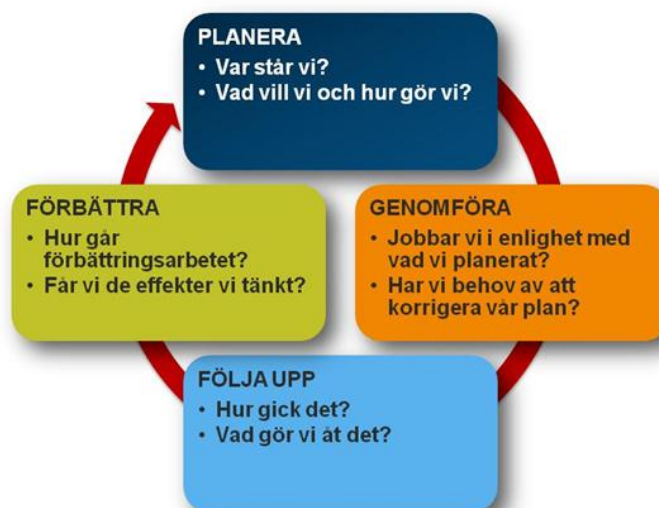 PLANERA
• Var står vi?
• Vad vill vi och hur gör vi?
FÖRBÄTTRA
• Hur går
förbättringsarbetet?
• Får vi de effekter vi tänkt?
GENOMFÖRA
• Jobbar vi i enlighet med
vad vi planerat?
• Har vi behov av att
korrigera vår plan?
FÖLJA UPP
• Hur gick det?
• Vad gör vi åt det?